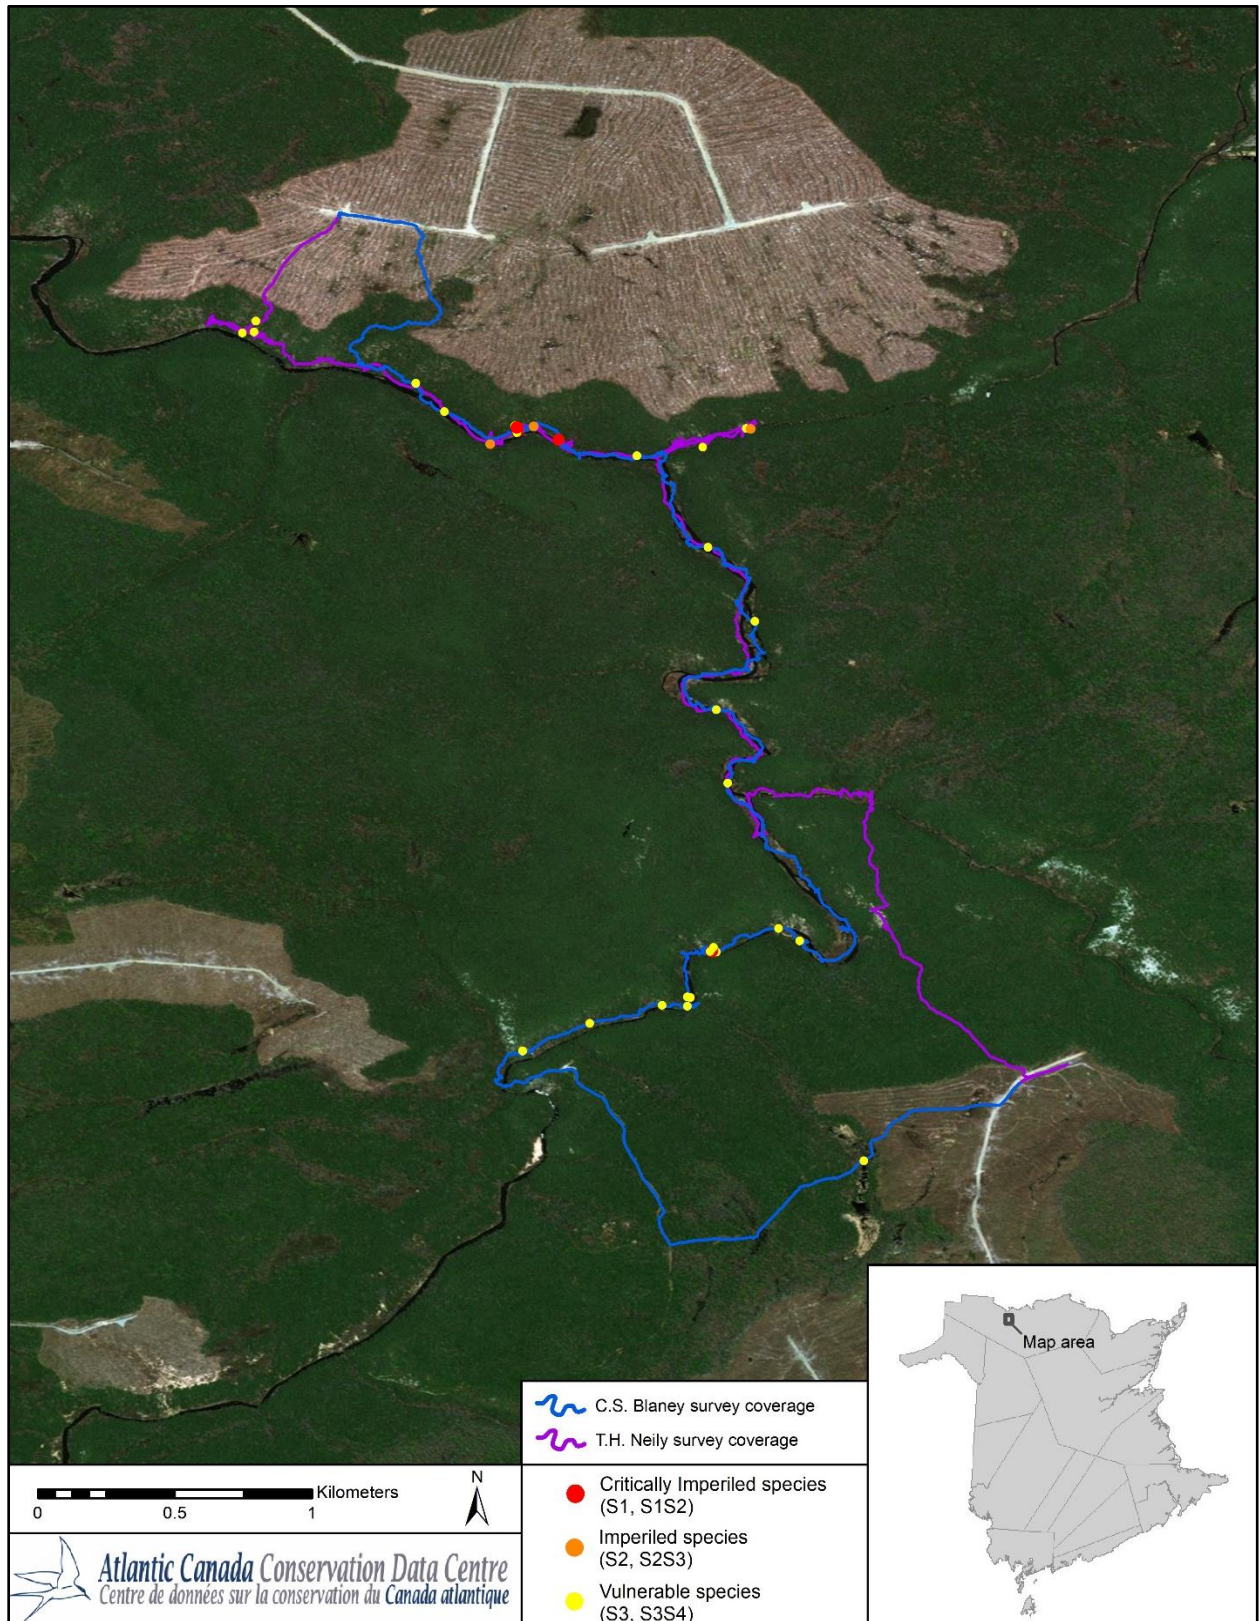 Map area
C.S. Blaney survey coverage
T.H. Neily survey coverage
N
Kilometers
0 0.5 1
Critically Imperiled species
(S1, S1S2)
Imperiled species
(S2, S2S3)
Vulnerable species
(S3, S3S4)
Atlantic Canada Conservation Data Centre
Centre de données sur la conservation du Canada atlantique